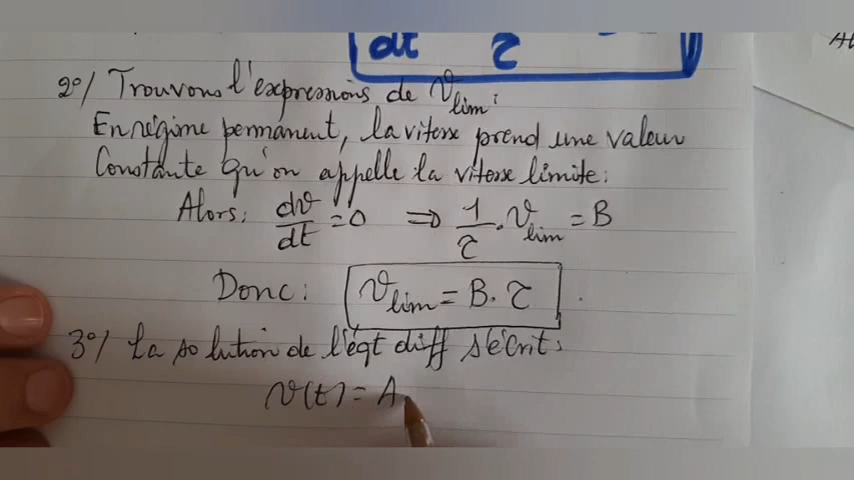 dt τ
2°/ Trouvons l'expressions de v_lim:
En régime permanent, la vitesse prend une valeur
Constante qu'on appelle la vitesse limite:
Alors: dv/dt = 0 ⇒ 1/τ · v_lim = B
Donc: v_lim = B · τ .
3°/ La solution de l'éqt diff s'écrit:
v(t) = A